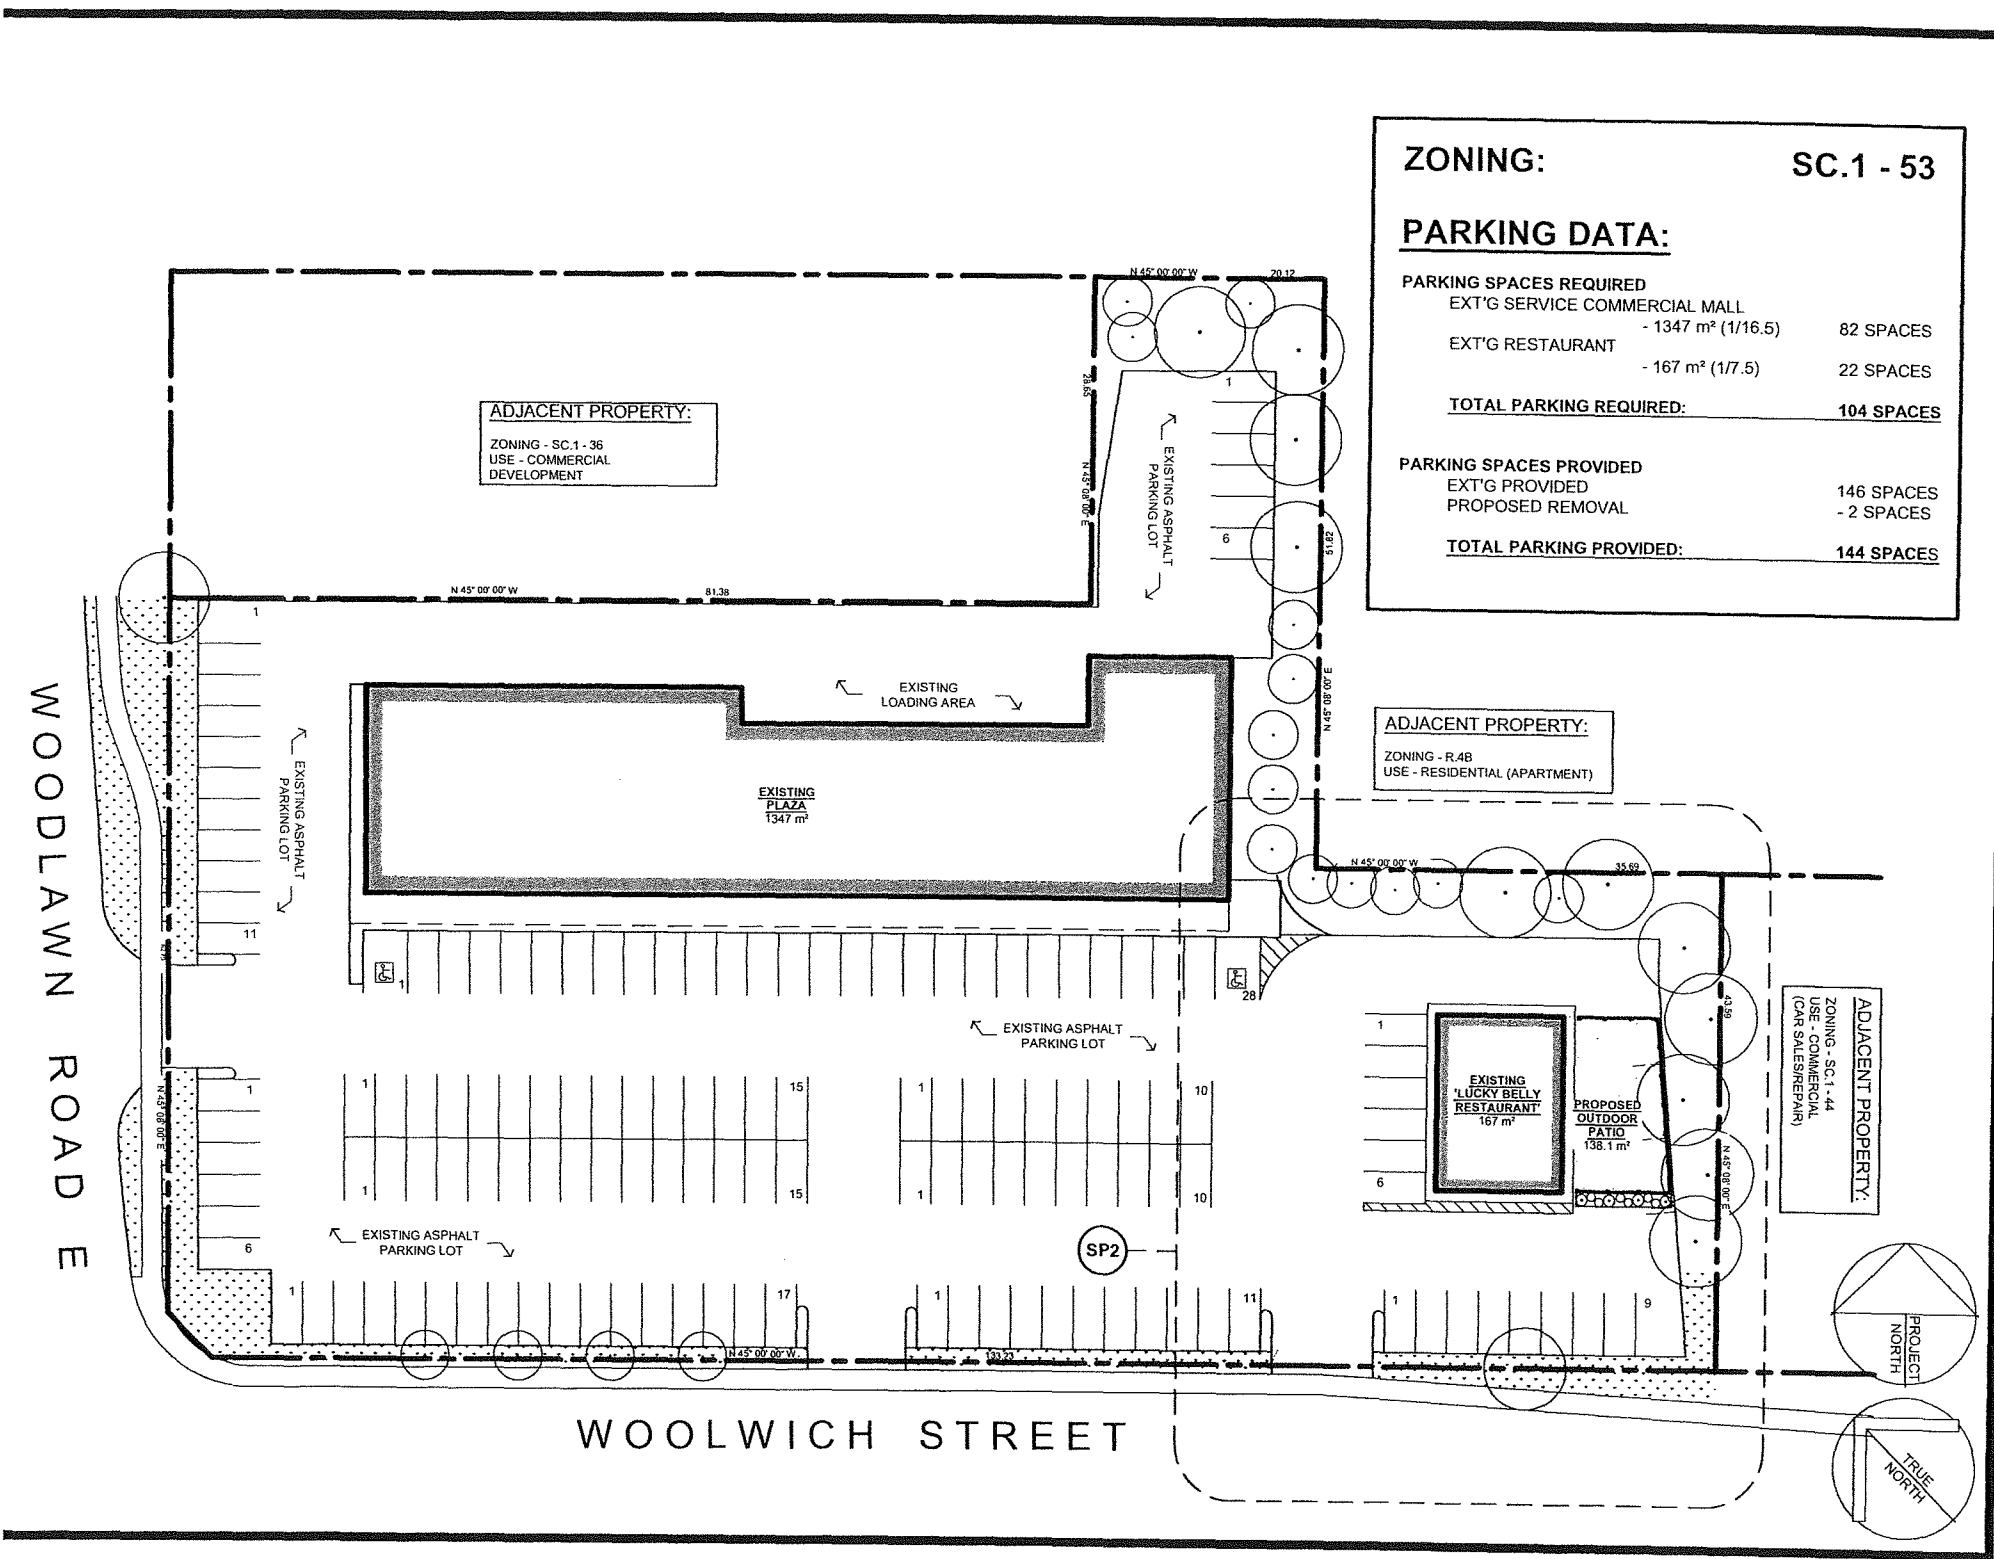 ZONING: SC.1 - 53
PARKING DATA:
PARKING SPACES REQUIRED
EXT'G SERVICE COMMERCIAL MALL
- 1347 m² (1/16.5) 82 SPACES
EXT'G RESTAURANT
- 167 m² (1/7.5) 22 SPACES
TOTAL PARKING REQUIRED: 104 SPACES
PARKING SPACES PROVIDED
EXT'G PROVIDED 146 SPACES
PROPOSED REMOVAL - 2 SPACES
TOTAL PARKING PROVIDED: 144 SPACES
N 45° 00' 00" W 20.12
28.65
N 45° 08' 00" E
ADJACENT PROPERTY:
ZONING - SC.1 - 36
USE - COMMERCIAL
DEVELOPMENT
1
EXISTING ASPHALT
PARKING LOT
6
51.82
N 45° 08' 00" E
N 45° 00' 00" W 81.38
1
EXISTING ASPHALT
PARKING LOT
11
EXISTING
LOADING AREA
EXISTING
PLAZA
1347 m²
ADJACENT PROPERTY:
ZONING - R.4B
USE - RESIDENTIAL (APARTMENT)
N 45° 00' 00" W 35.69
1
28
EXISTING ASPHALT
PARKING LOT
43.59
N 45° 08' 00" E
ADJACENT PROPERTY:
ZONING - SC.1 - 44
USE - COMMERCIAL
(CAR SALES/REPAIR)
1
6
EXISTING
'LUCKY BELLY
RESTAURANT'
167 m²
PROPOSED
OUTDOOR
PATIO
138.1 m²
1 15
1 15
1 10
1 10
1
6
N 45° 08' 00" E
EXISTING ASPHALT
PARKING LOT
SP2
1 17
1 11
1 9
N 45° 00' 00" W
133.23
WOODLAWN ROAD E
WOOLWICH STREET
PROJECT
NORTH
TRUE
NORTH